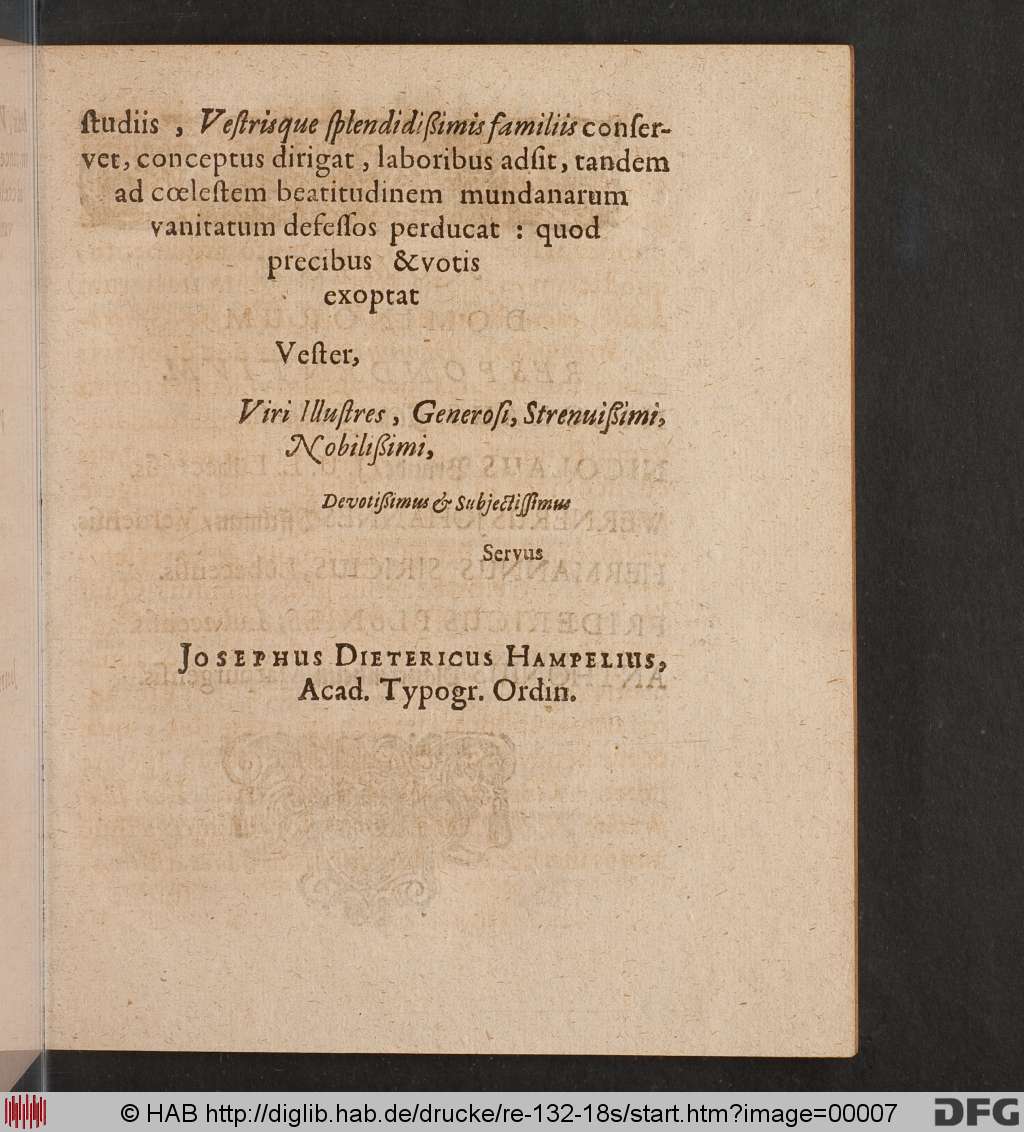 ſtudiis , Veſtrisque ſplendidißimis familiis conſer-
vet, conceptus dirigat , laboribus adſit, tandem
ad cœleſtem beatitudinem mundanarum
vanitatum defeſſos perducat : quod
precibus &votis
exoptat
Veſter,
Viri Illuſtres , Generoſi, Strenuißimi,
Nobilißimi,
Devotißimus & Subjectiſſimus
Servus
JOSEPHUS DIETERICUS HAMPELIUS,
Acad. Typogr. Ordin.
© HAB http://diglib.hab.de/drucke/re-132-18s/start.htm?image=00007
DFG